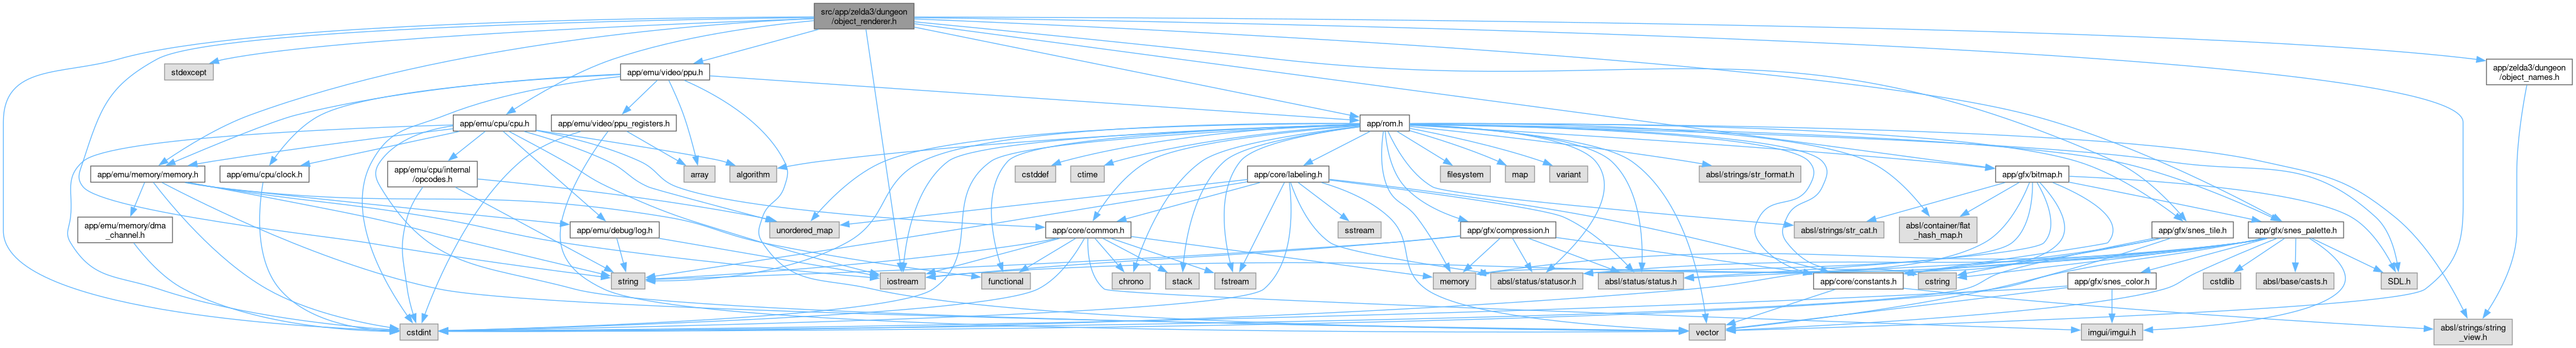 src/app/zelda3/dungeon
/object_renderer.h
stdexcept
app/emu/video/ppu.h
app/zelda3/dungeon
/object_names.h
app/emu/cpu/cpu.h
app/emu/video/ppu_registers.h
app/rom.h
app/emu/memory/memory.h
app/emu/cpu/clock.h
app/emu/cpu/internal
/opcodes.h
array
algorithm
cstddef
ctime
app/core/labeling.h
filesystem
map
variant
absl/strings/str_format.h
app/gfx/bitmap.h
app/emu/memory/dma
_channel.h
app/emu/debug/log.h
unordered_map
app/core/common.h
sstream
app/gfx/compression.h
absl/strings/str_cat.h
absl/container/flat
_hash_map.h
app/gfx/snes_tile.h
app/gfx/snes_palette.h
string
iostream
functional
chrono
stack
fstream
memory
absl/status/statusor.h
absl/status/status.h
app/core/constants.h
cstring
app/gfx/snes_color.h
cstdlib
absl/base/casts.h
SDL.h
cstdint
vector
imgui/imgui.h
absl/strings/string
_view.h